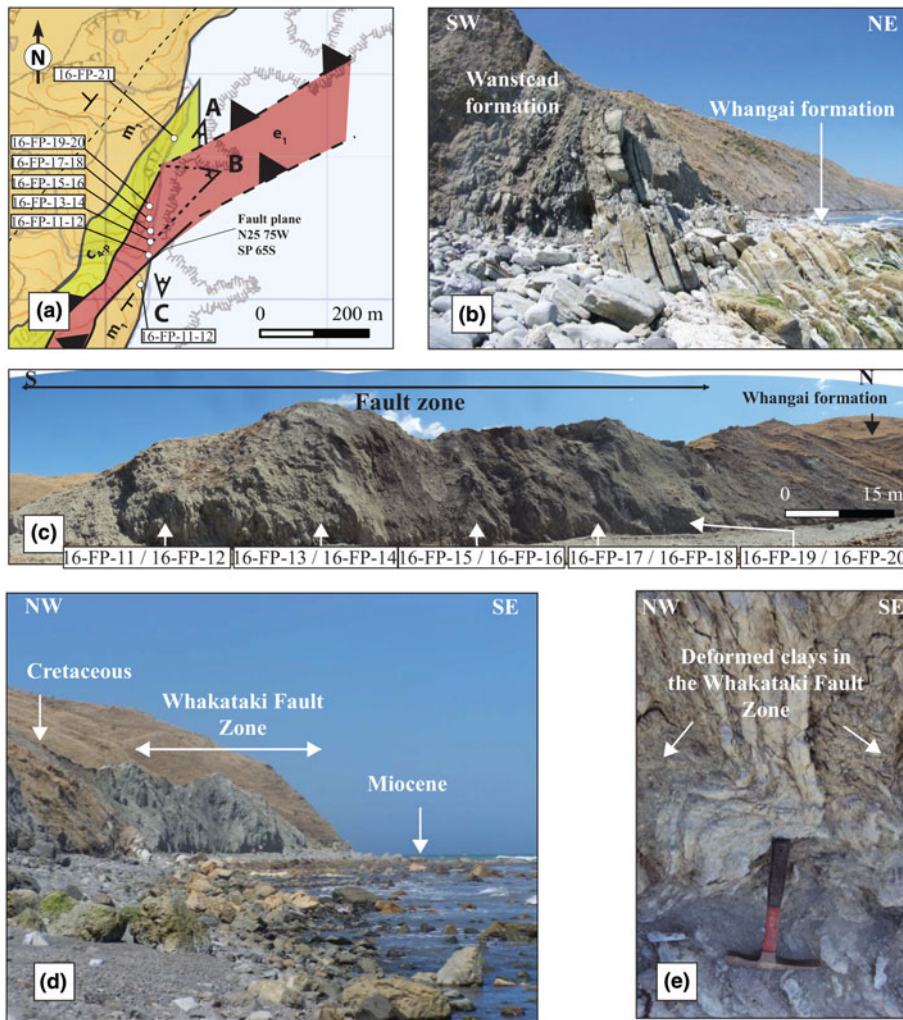 N
16-FP-21
A
m₁
16-FP-19-20
16-FP-17-18
16-FP-15-16
16-FP-13-14
16-FP-11-12
B
e₁
Fault plane
N25 75W
SP 65S
C
m₁
16-FP-11-12
0 200 m
(a)
SW NE
Wanstead
formation
Whangai formation
(b)
S N
Fault zone
Whangai formation
0 15 m
(c)
16-FP-11 / 16-FP-12 16-FP-13 / 16-FP-14 16-FP-15 / 16-FP-16 16-FP-17 / 16-FP-18 16-FP-19 / 16-FP-20
NW SE
Cretaceous
Whakataki Fault
Zone
Miocene
(d)
NW SE
Deformed clays in
the Whakataki Fault
Zone
(e)